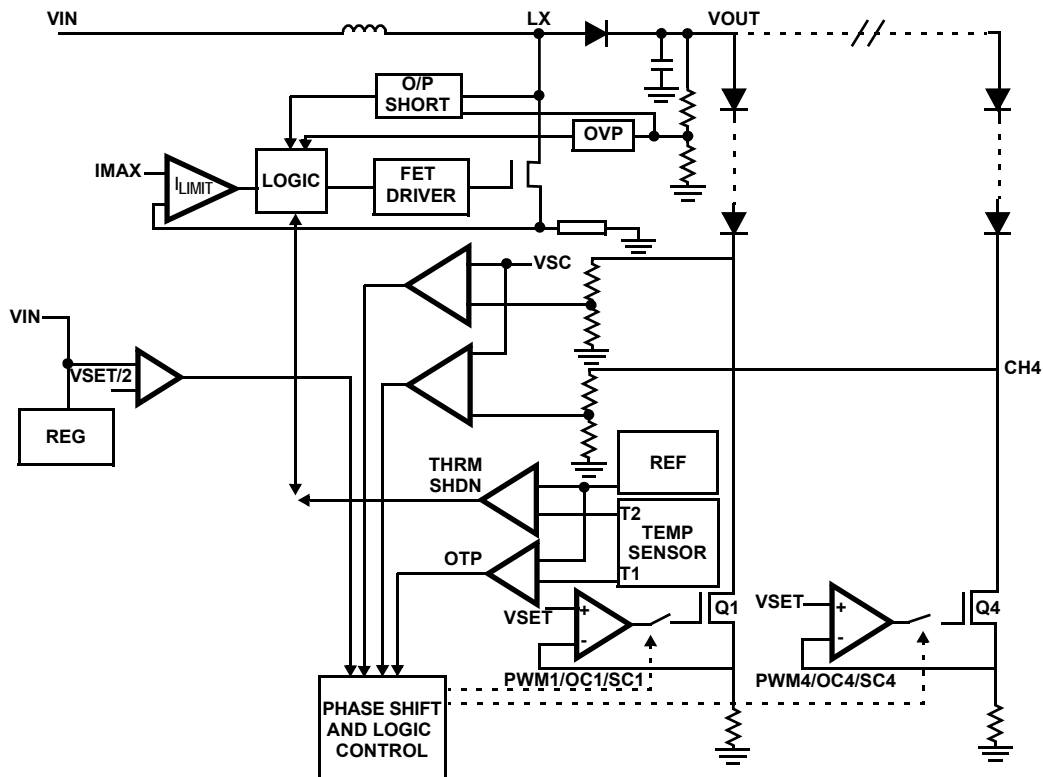 VIN
LX
VOUT
O/P
SHORT
OVP
IMAX
ILIMIT
LOGIC
FET
DRIVER
VSC
VIN
VSET/2
REG
CH4
THRM
SHDN
REF
T2
TEMP
SENSOR
T1
OTP
VSET
+
-
Q1
VSET
+
-
Q4
PWM1/OC1/SC1
PWM4/OC4/SC4
PHASE SHIFT
AND LOGIC
CONTROL